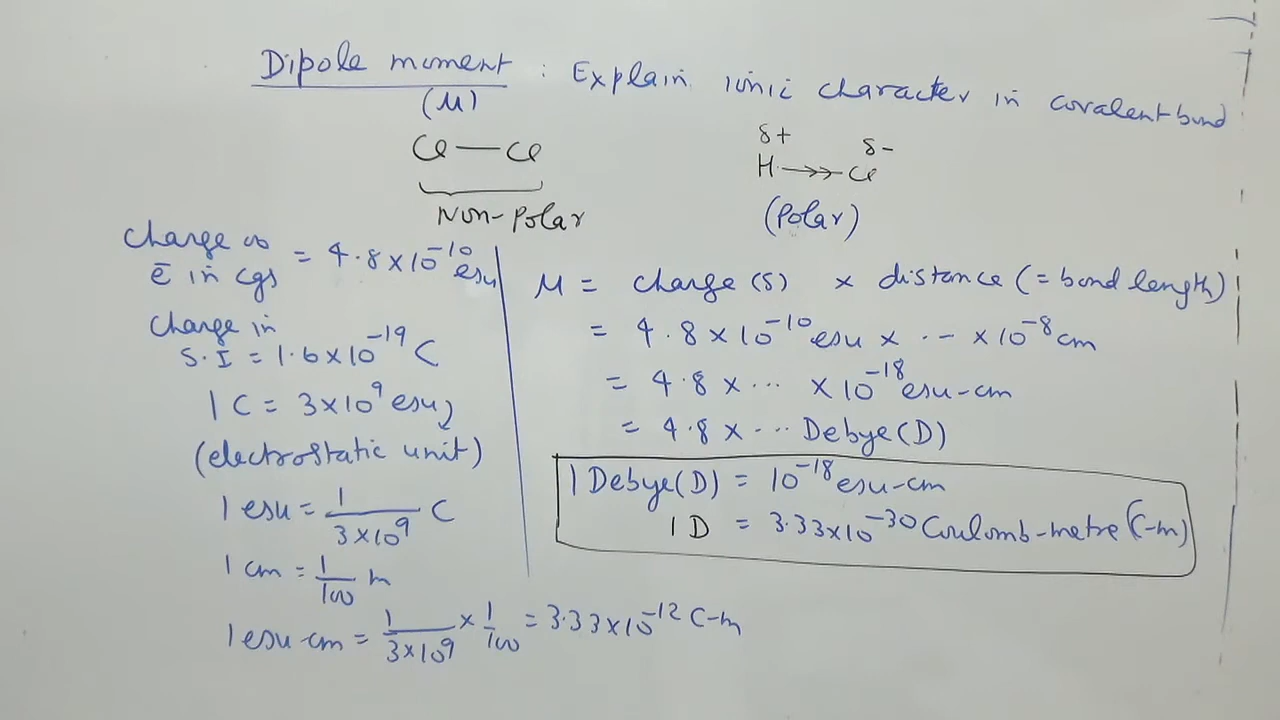 Dipole moment : Explain ionic character in covalent bond
(μ)
Cl — Cl
Non-Polar
δ+ δ-
H →→ Cl
(Polar)
Charge on
ē in cgs = 4.8×10⁻¹⁰ esu
Charge in
S.I = 1.6×10⁻¹⁹ C
1 C = 3×10⁹ esu
(electrostatic unit)
1 esu = 1/3×10⁹ C
1 cm = 1/100 m
1 esu-cm = 1/3×10⁹ × 1/100 = 3.33×10⁻¹² C-m
μ = charge (δ) × distance (= bond length)
= 4.8×10⁻¹⁰ esu × .- ×10⁻⁸ cm
= 4.8 × ... ×10⁻¹⁸ esu-cm
= 4.8 × ... Debye (D)
1 Debye(D) = 10⁻¹⁸ esu-cm
1D = 3.33×10⁻³⁰ Coulomb-metre (C-m)